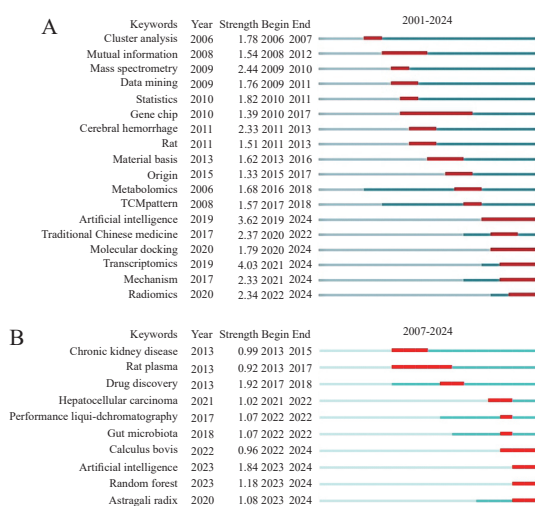 A
Keywords Year Strength Begin End 2001-2024
Cluster analysis 2006 1.78 2006 2007
Mutual information 2008 1.54 2008 2012
Mass spectrometry 2009 2.44 2009 2010
Data mining 2009 1.76 2009 2011
Statistics 2010 1.82 2010 2011
Gene chip 2010 1.39 2010 2017
Cerebral hemorrhage 2011 2.33 2011 2013
Rat 2011 1.51 2011 2013
Material basis 2013 1.62 2013 2016
Origin 2015 1.33 2015 2017
Metabolomics 2006 1.68 2016 2018
TCMpattern 2008 1.57 2017 2018
Artificial intelligence 2019 3.62 2019 2024
Traditional Chinese medicine 2017 2.37 2020 2022
Molecular docking 2020 1.79 2020 2024
Transcriptomics 2019 4.03 2021 2024
Mechanism 2017 2.33 2021 2024
Radiomics 2020 2.34 2022 2024
B
Keywords Year Strength Begin End 2007-2024
Chronic kidney disease 2013 0.99 2013 2015
Rat plasma 2013 0.92 2013 2017
Drug discovery 2013 1.92 2017 2018
Hepatocellular carcinoma 2021 1.02 2021 2022
Performance liqui-dchromatography 2017 1.07 2022 2022
Gut microbiota 2018 1.07 2022 2022
Calculus bovis 2022 0.96 2022 2024
Artificial intelligence 2023 1.84 2023 2024
Random forest 2023 1.18 2023 2024
Astragali radix 2020 1.08 2023 2024